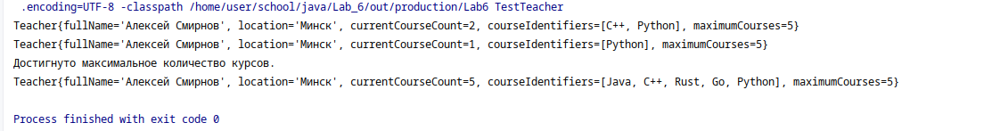 .encoding=UTF-8 -classpath /home/user/school/java/Lab_6/out/production/Lab6 TestTeacher
Teacher{fullName='Алексей Смирнов', location='Минск', currentCourseCount=2, courseIdentifiers=[C++, Python], maximumCourses=5}
Teacher{fullName='Алексей Смирнов', location='Минск', currentCourseCount=1, courseIdentifiers=[Python], maximumCourses=5}
Достигнуто максимальное количество курсов.
Teacher{fullName='Алексей Смирнов', location='Минск', currentCourseCount=5, courseIdentifiers=[Java, C++, Rust, Go, Python], maximumCourses=5}
Process finished with exit code 0